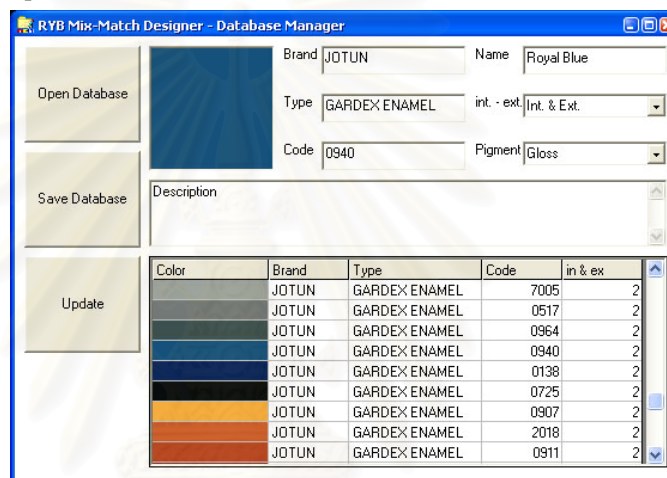 RYB Mix-Match Designer - Database Manager
Open Database
Save Database
Update
Brand JOTUN Name Royal Blue
Type GARDEX ENAMEL int. - ext. Int. & Ext.
Code 0940 Pigment Gloss
Description
Color Brand Type Code in & ex
JOTUN GARDEX ENAMEL 7005 2
JOTUN GARDEX ENAMEL 0517 2
JOTUN GARDEX ENAMEL 0964 2
JOTUN GARDEX ENAMEL 0940 2
JOTUN GARDEX ENAMEL 0138 2
JOTUN GARDEX ENAMEL 0725 2
JOTUN GARDEX ENAMEL 0907 2
JOTUN GARDEX ENAMEL 2018 2
JOTUN GARDEX ENAMEL 0911 2